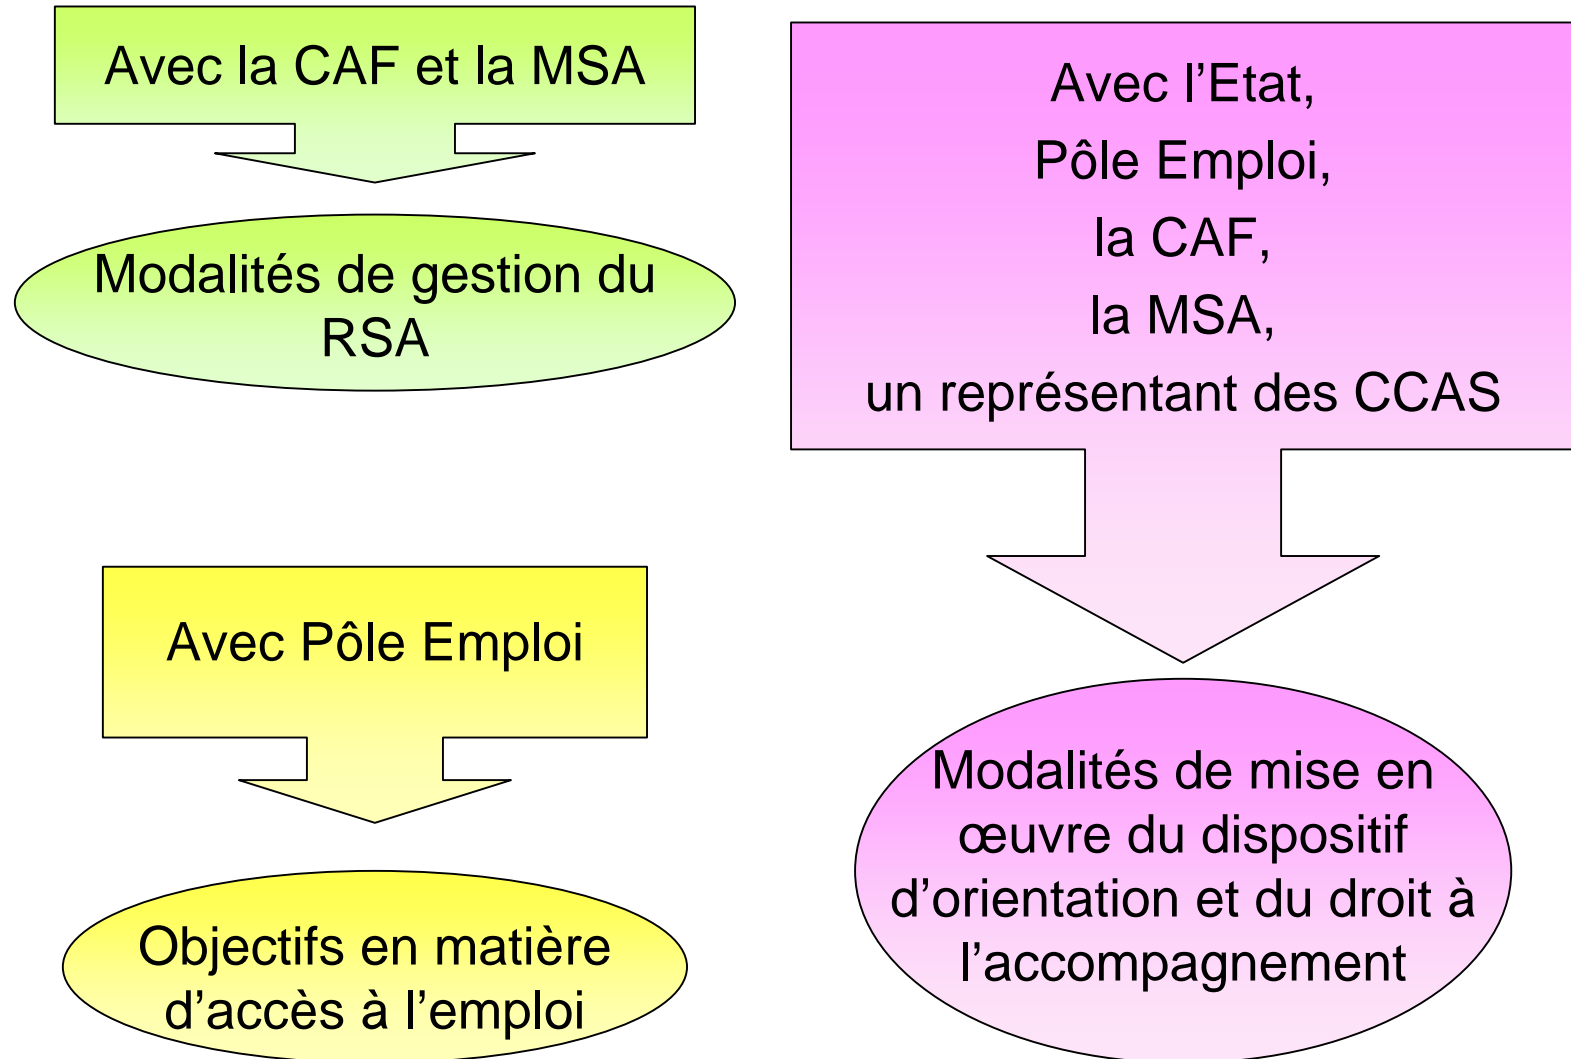 Avec la CAF et la MSA
Modalités de gestion du
RSA
Avec Pôle Emploi
Objectifs en matière
d’accès à l’emploi
Avec l’Etat,
Pôle Emploi,
la CAF,
la MSA,
un représentant des CCAS
Modalités de mise en
œuvre du dispositif
d’orientation et du droit à
l’accompagnement